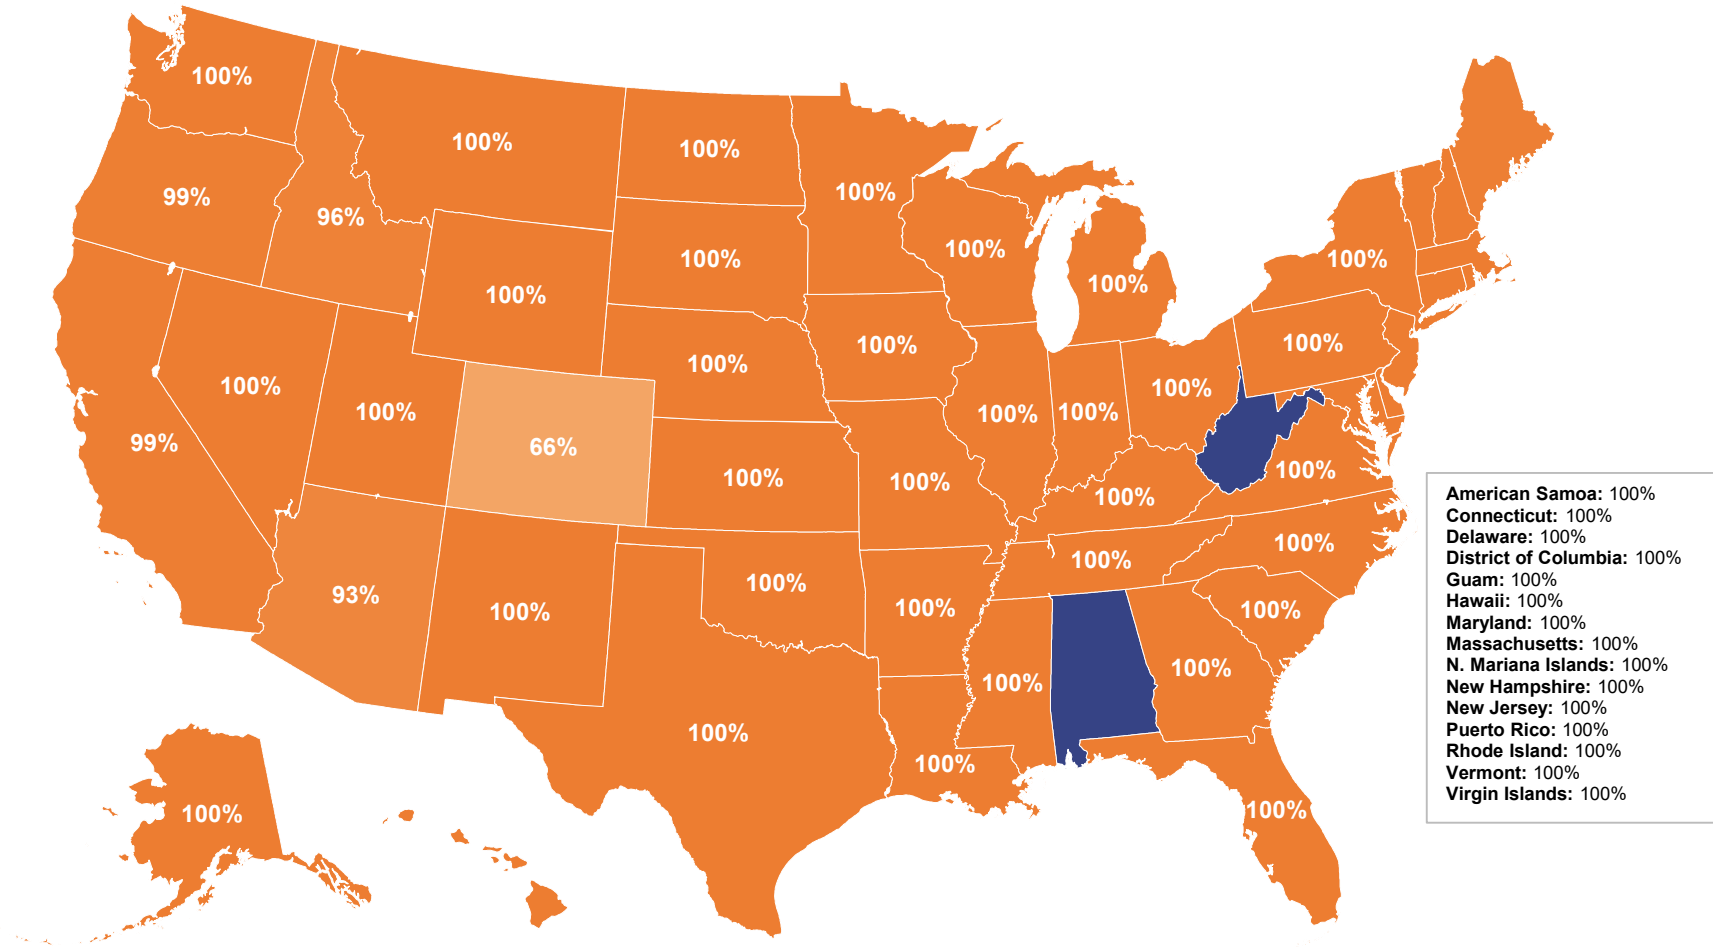 100%
100%
100%
99%
96%
100%
100%
100%
100%
100%
100%
100%
100%
100%
100%
100%
100%
100%
100%
99%
66%
100%
100%
100%
100%
100%
100%
100%
100%
93%
100%
100%
100%
100%
100%
100%
100%
100%
100%
100%
100%
American Samoa: 100%
Connecticut: 100%
Delaware: 100%
District of Columbia: 100%
Guam: 100%
Hawaii: 100%
Maryland: 100%
Massachusetts: 100%
N. Mariana Islands: 100%
New Hampshire: 100%
New Jersey: 100%
Puerto Rico: 100%
Rhode Island: 100%
Vermont: 100%
Virgin Islands: 100%